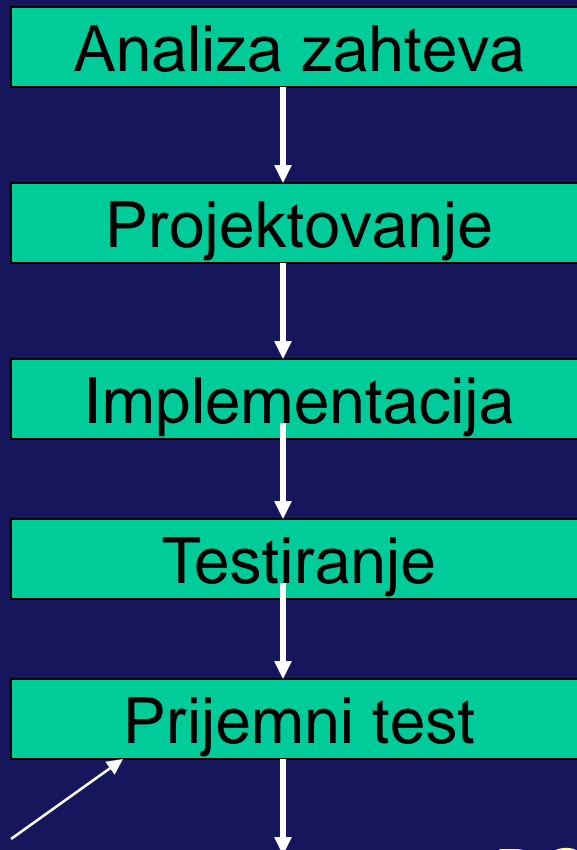 Analiza zahteva
Projektovanje
Implementacija
Testiranje
Prijemni test